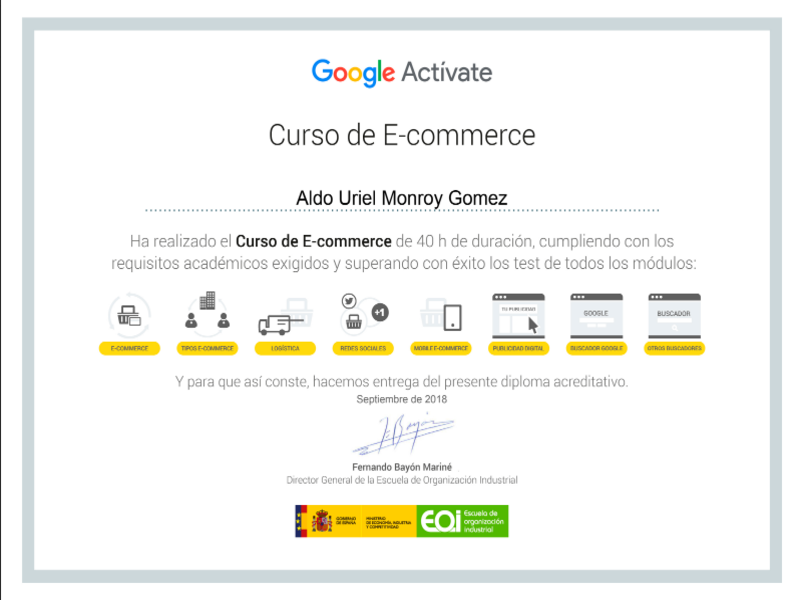 Google Actívate
Curso de E-commerce
Aldo Uriel Monroy Gomez
Ha realizado el Curso de E-commerce de 40 h de duración, cumpliendo con los
requisitos académicos exigidos y superando con éxito los test de todos los módulos:
+1
TU PUBLICIDAD
GOOGLE
BUSCADOR
E-COMMERCE
TIPOS E-COMMERCE
LOGÍSTICA
REDES SOCIALES
MOBILE E-COMMERCE
PUBLICIDAD DIGITAL
BUSCADOR GOOGLE
OTROS BUSCADORES
Y para que así conste, hacemos entrega del presente diploma acreditativo.
Septiembre de 2018
Fernando Bayón Mariné
Director General de la Escuela de Organización Industrial
GOBIERNO
DE ESPAÑA
MINISTERIO
DE ECONOMÍA, INDUSTRIA
Y COMPETITIVIDAD
EOI
Escuela de
organización
industrial